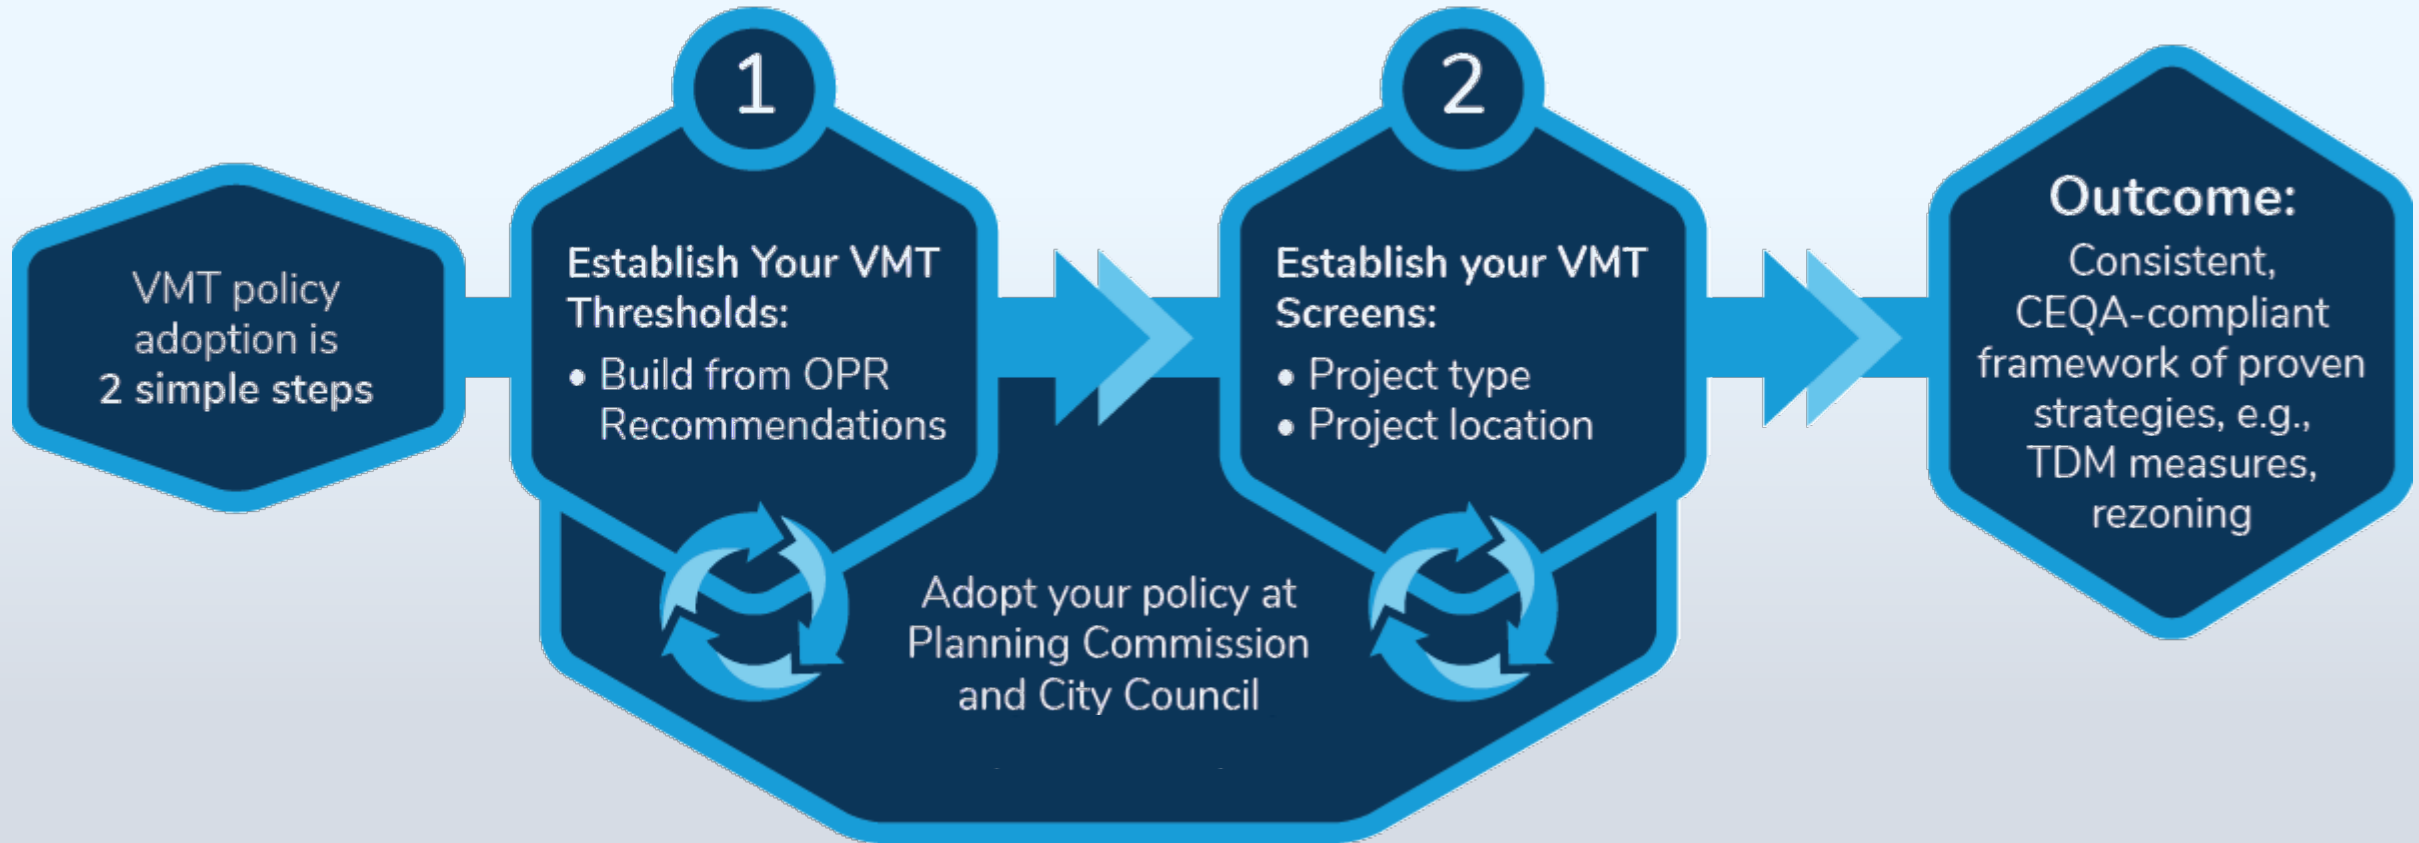 VMT policy
adoption is
2 simple steps
1
Establish Your VMT
Thresholds:
• Build from OPR
Recommendations
2
Establish your VMT
Screens:
• Project type
• Project location
Adopt your policy at
Planning Commission
and City Council
Outcome:
Consistent,
CEQA-compliant
framework of proven
strategies, e.g.,
TDM measures,
rezoning